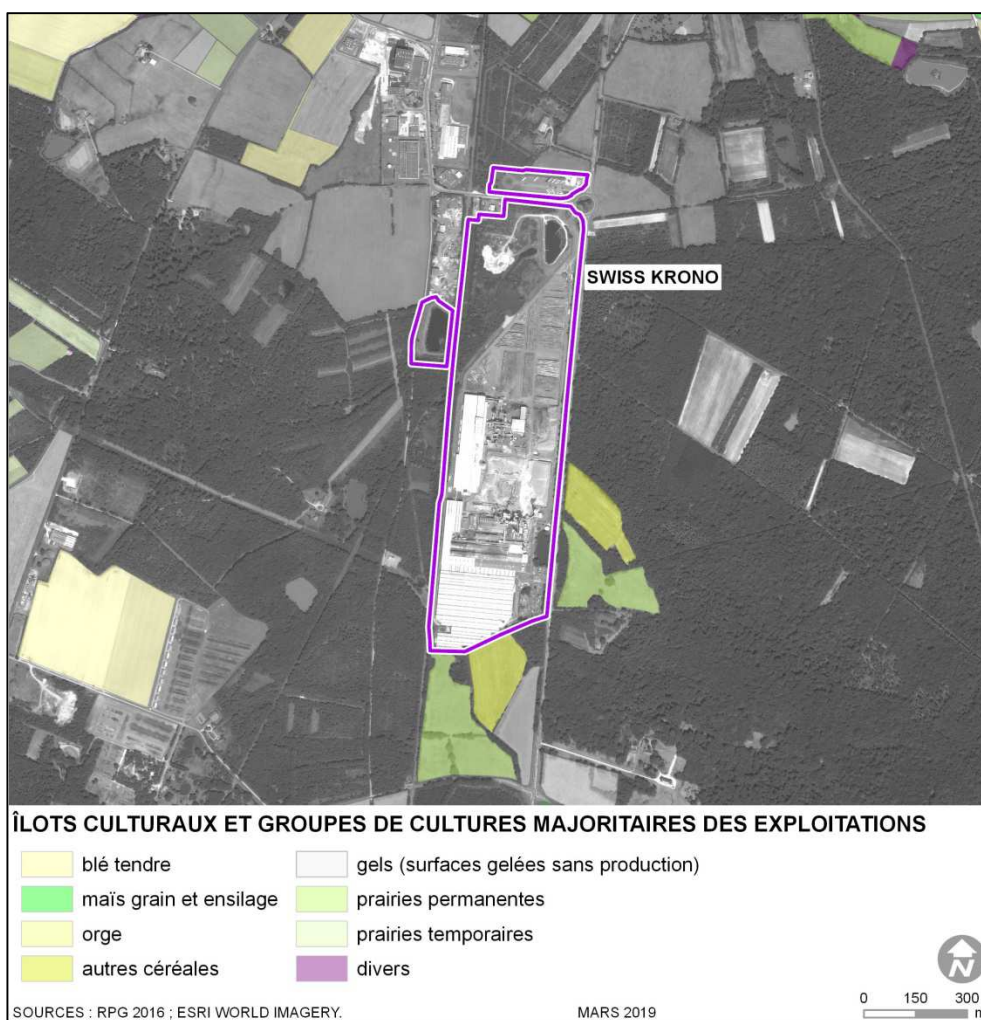 SWISS KRONO
ÎLOTS CULTURAUX ET GROUPES DE CULTURES MAJORITAIRES DES EXPLOITATIONS
blé tendre
maïs grain et ensilage
orge
autres céréales
gels (surfaces gelées sans production)
prairies permanentes
prairies temporaires
divers
N
0 150 300
m
SOURCES : RPG 2016 ; ESRI WORLD IMAGERY.
MARS 2019